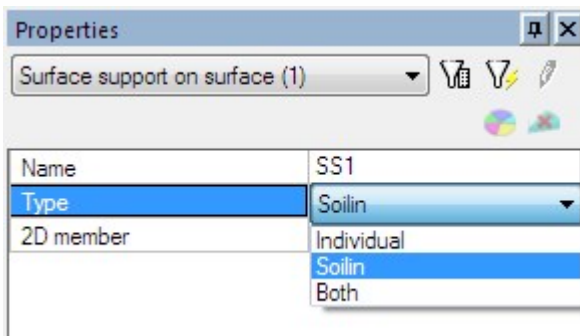 Properties
Surface support on surface (1)
Name SS1
Type Soilin
2D member Individual
Soilin
Both